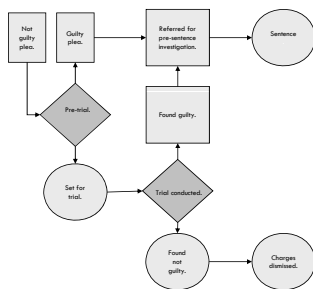 Not
guilty
plea.
Guilty
plea.
Referred for
pre-sentence
investigation.
Sentence
Pre-trial.
Found guilty.
Set for
trial.
Trial conducted.
Found
not
guilty.
Charges
dismissed.